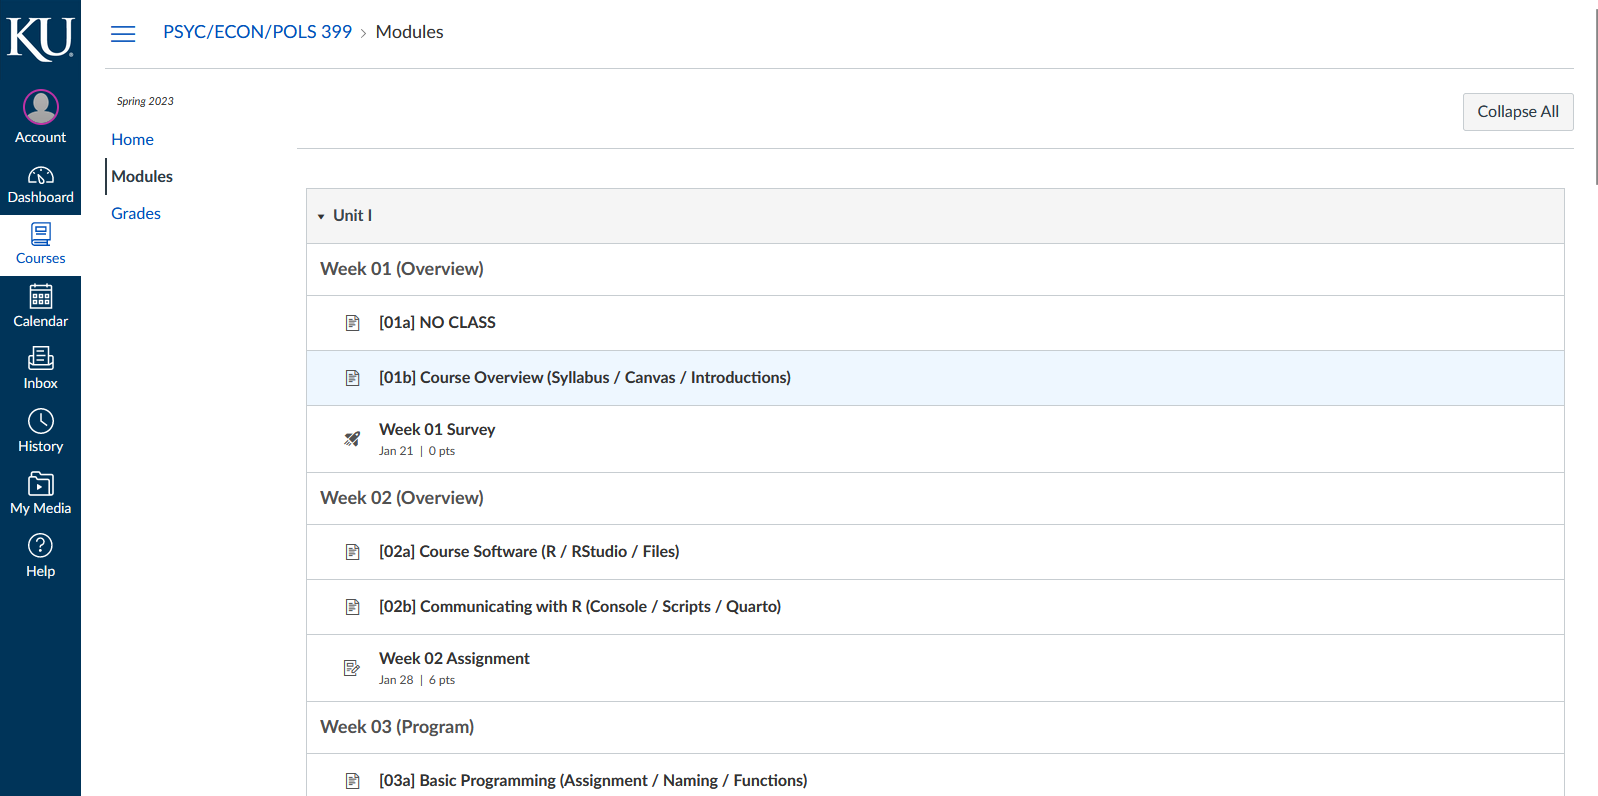 KU
Account
Dashboard
Courses
Calendar
Inbox
History
My Media
Help
PSYC/ECON/POLS 399 › Modules
Spring 2023
Home
Modules
Grades
Collapse All
Unit I
Week 01 (Overview)
[01a] NO CLASS
[01b] Course Overview (Syllabus / Canvas / Introductions)
Week 01 Survey
Jan 21 | 0 pts
Week 02 (Overview)
[02a] Course Software (R / RStudio / Files)
[02b] Communicating with R (Console / Scripts / Quarto)
Week 02 Assignment
Jan 28 | 6 pts
Week 03 (Program)
[03a] Basic Programming (Assignment / Naming / Functions)